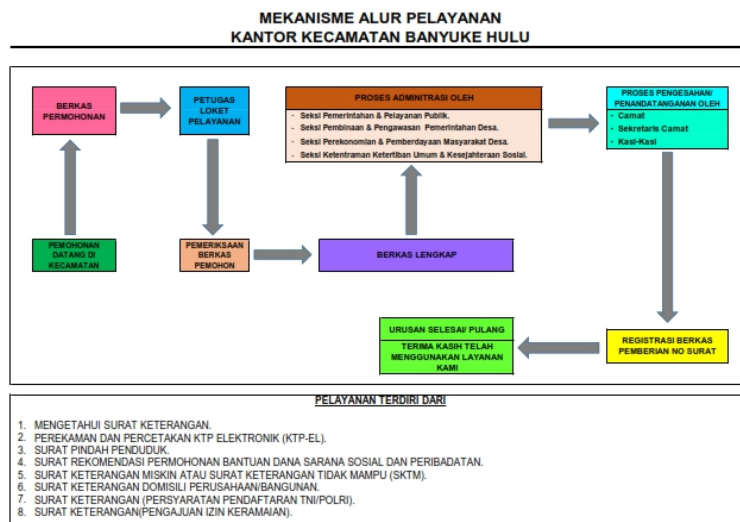 MEKANISME ALUR PELAYANAN
KANTOR KECAMATAN BANYUKE HULU
BERKAS
PERMOHONAN
PETUGAS
LOKET
PELAYANAN
PROSES ADMINITRASI OLEH
- Seksi Pemerintahan & Pelayanan Publik.
- Seksi Pembinaan & Pengawasan Pemerintahan Desa.
- Seksi Perekonomian & Pemberdayaan Masyarakat Desa.
- Seksi Ketentraman Ketertiban Umum & Kesejahteraan Sosial.
PROSES PENGESAHAN/
PENANDATANGANAN OLEH
- Camat
- Sekretaris Camat
- Kasi-Kasi
PEMOHONAN
DATANG DI
KECAMATAN
PEMERIKSAAN
BERKAS
PEMOHON
BERKAS LENGKAP
URUSAN SELESAI/ PULANG
TERIMA KASIH TELAH
MENGGUNAKAN LAYANAN
KAMI
REGISTRASI BERKAS
PEMBERIAN NO SURAT
PELAYANAN TERDIRI DARI
1. MENGETAHUI SURAT KETERANGAN.
2. PEREKAMAN DAN PERCETAKAN KTP ELEKTRONIK (KTP-EL).
3. SURAT PINDAH PENDUDUK.
4. SURAT REKOMENDASI PERMOHONAN BANTUAN DANA SARANA SOSIAL DAN PERIBADATAN.
5. SURAT KETERANGAN MISKIN ATAU SURAT KETERANGAN TIDAK MAMPU (SKTM).
6. SURAT KETERANGAN DOMISILI PERUSAHAAN/BANGUNAN.
7. SURAT KETERANGAN (PERSYARATAN PENDAFTARAN TNI/POLRI).
8. SURAT KETERANGAN(PENGAJUAN IZIN KERAMAIAN).